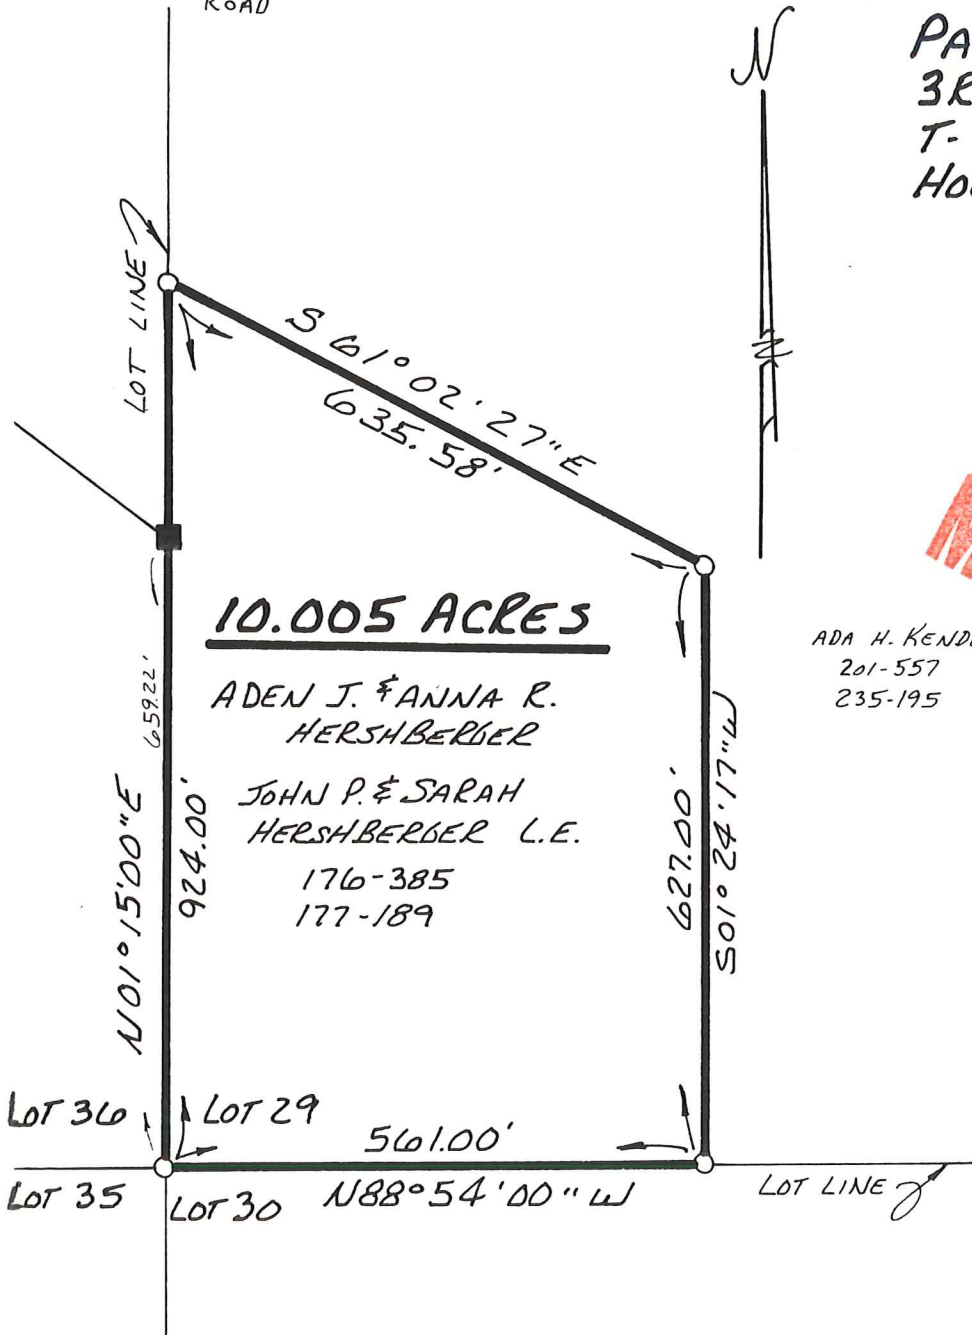 ROAD
N
PA
3R
T-
HO
LOT LINE
S 61° 02' 27" E
635.58'
10.005 ACRES
ADEN J. & ANNA R.
HERSHBERGER
JOHN P. & SARAH
HERSHBERGER L.E.
176-385
177-189
ADA H. KEND
201-557
235-195
659.22'
N 01° 15' 00" E
924.00'
627.00'
S 01° 24' 17" W
LOT 36
LOT 29
561.00'
LOT 35
LOT 30
N88° 54' 00" W
LOT LINE